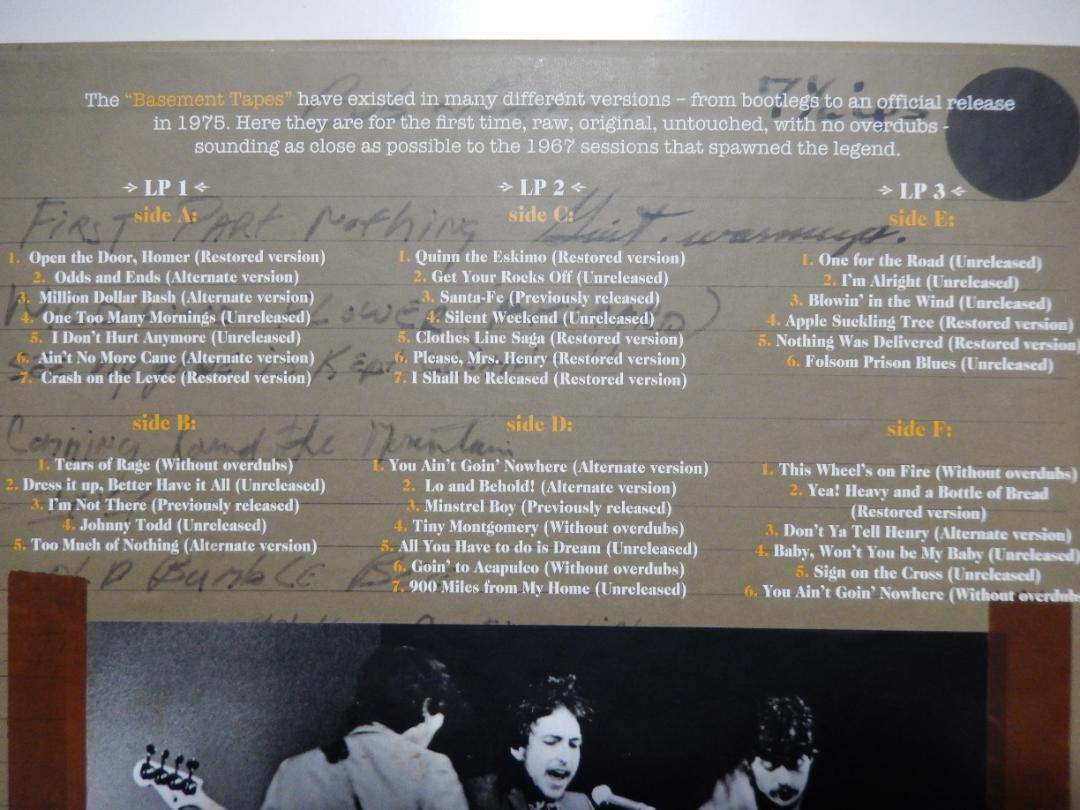 The "Basement Tapes" have existed in many different versions – from bootlegs to an official release
in 1975. Here they are for the first time, raw, original, untouched, with no overdubs -
sounding as close as possible to the 1967 sessions that spawned the legend.
LP 1
side A:
1. Open the Door, Homer (Restored version)
2. Odds and Ends (Alternate version)
3. Million Dollar Bash (Alternate version)
4. One Too Many Mornings (Unreleased)
5. I Don't Hurt Anymore (Unreleased)
6. Ain't No More Cane (Alternate version)
7. Crash on the Levee (Restored version)
side B:
1. Tears of Rage (Without overdubs)
2. Dress it up, Better Have it All (Unreleased)
3. I'm Not There (Previously released)
4. Johnny Todd (Unreleased)
5. Too Much of Nothing (Alternate version)
LP 2
side C:
1. Quinn the Eskimo (Restored version)
2. Get Your Rocks Off (Unreleased)
3. Santa-Fe (Previously released)
4. Silent Weekend (Unreleased)
5. Clothes Line Saga (Restored version)
6. Please, Mrs. Henry (Restored version)
7. I Shall be Released (Restored version)
side D:
1. You Ain't Goin' Nowhere (Alternate version)
2. Lo and Behold! (Alternate version)
3. Minstrel Boy (Previously released)
4. Tiny Montgomery (Without overdubs)
5. All You Have to do is Dream (Unreleased)
6. Goin' to Acapulco (Without overdubs)
7. 900 Miles from My Home (Unreleased)
LP 3
side E:
1. One for the Road (Unreleased)
2. I'm Alright (Unreleased)
3. Blowin' in the Wind (Unreleased)
4. Apple Suckling Tree (Restored version)
5. Nothing Was Delivered (Restored version)
6. Folsom Prison Blues (Unreleased)
side F:
1. This Wheel's on Fire (Without overdubs)
2. Yea! Heavy and a Bottle of Bread
(Restored version)
3. Don't Ya Tell Henry (Alternate version)
4. Baby, Won't You be My Baby (Unreleased)
5. Sign on the Cross (Unreleased)
6. You Ain't Goin' Nowhere (Without overdubs
7½ ips
First Part Nothing Guit. warmups.
Kept
Comming Round the Mountain
OLD Bumble Bee